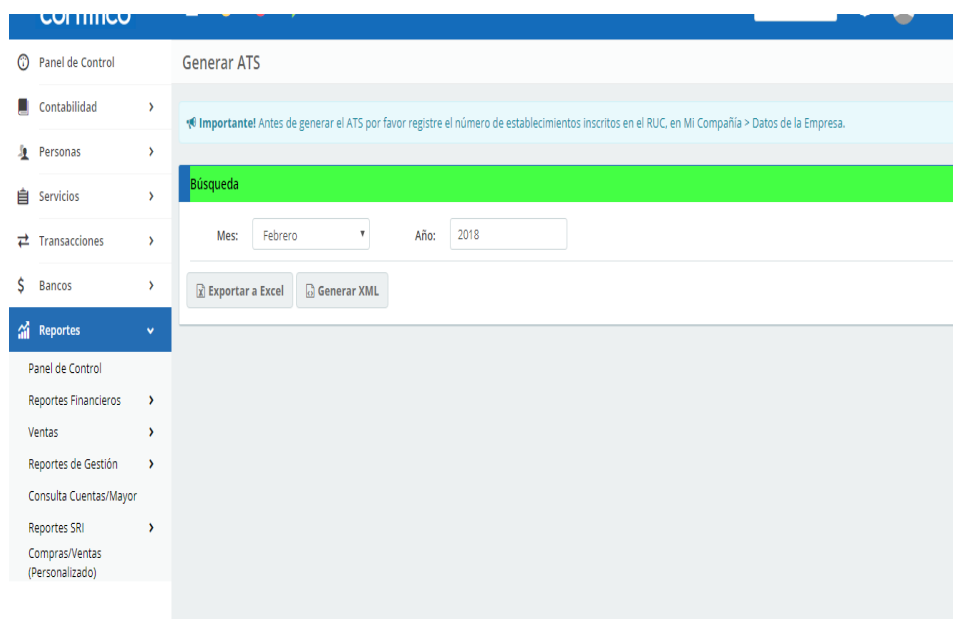 Panel de Control
Generar ATS
Contabilidad
Importante! Antes de generar el ATS por favor registre el número de establecimientos inscritos en el RUC, en Mi Compañía > Datos de la Empresa.
Personas
Búsqueda
Servicios
Mes: Febrero Año: 2018
Transacciones
Bancos
Exportar a Excel Generar XML
Reportes
Panel de Control
Reportes Financieros
Ventas
Reportes de Gestión
Consulta Cuentas/Mayor
Reportes SRI
Compras/Ventas
(Personalizado)